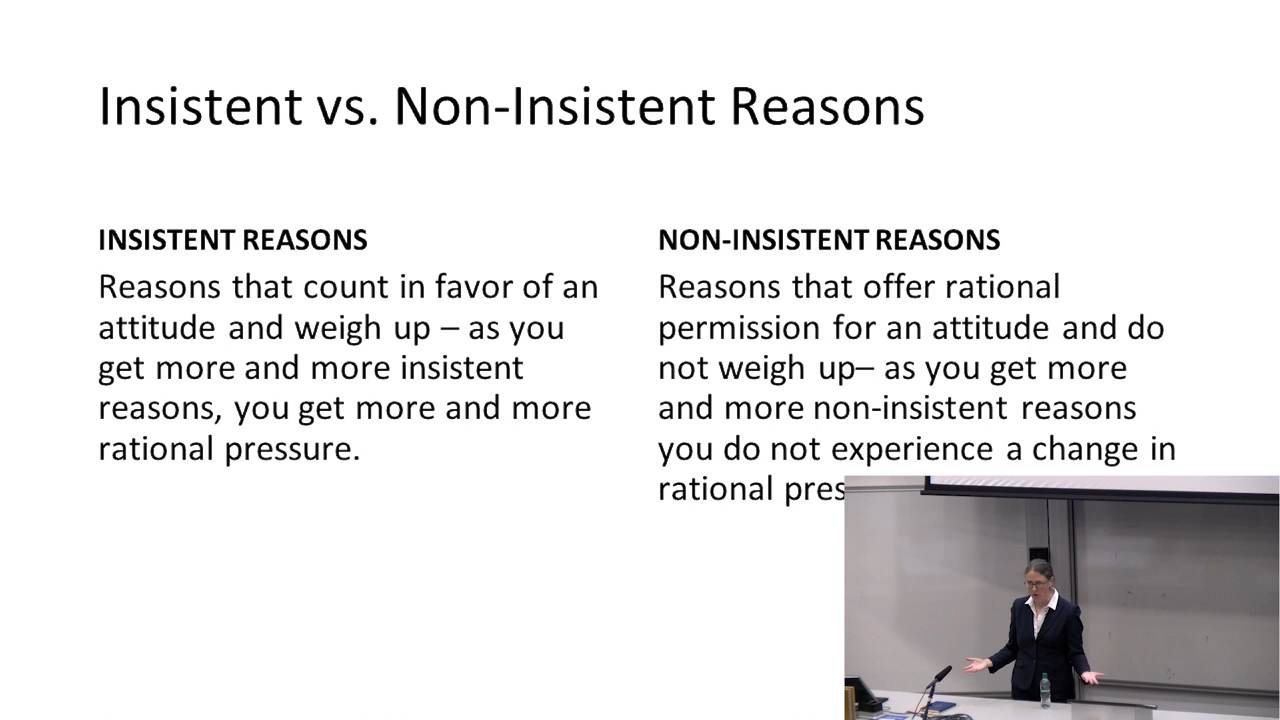 Insistent vs. Non-Insistent Reasons
INSISTENT REASONS
Reasons that count in favor of an
attitude and weigh up – as you
get more and more insistent
reasons, you get more and more
rational pressure.
NON-INSISTENT REASONS
Reasons that offer rational
permission for an attitude and do
not weigh up– as you get more
and more non-insistent reasons
you do not experience a change in
rational